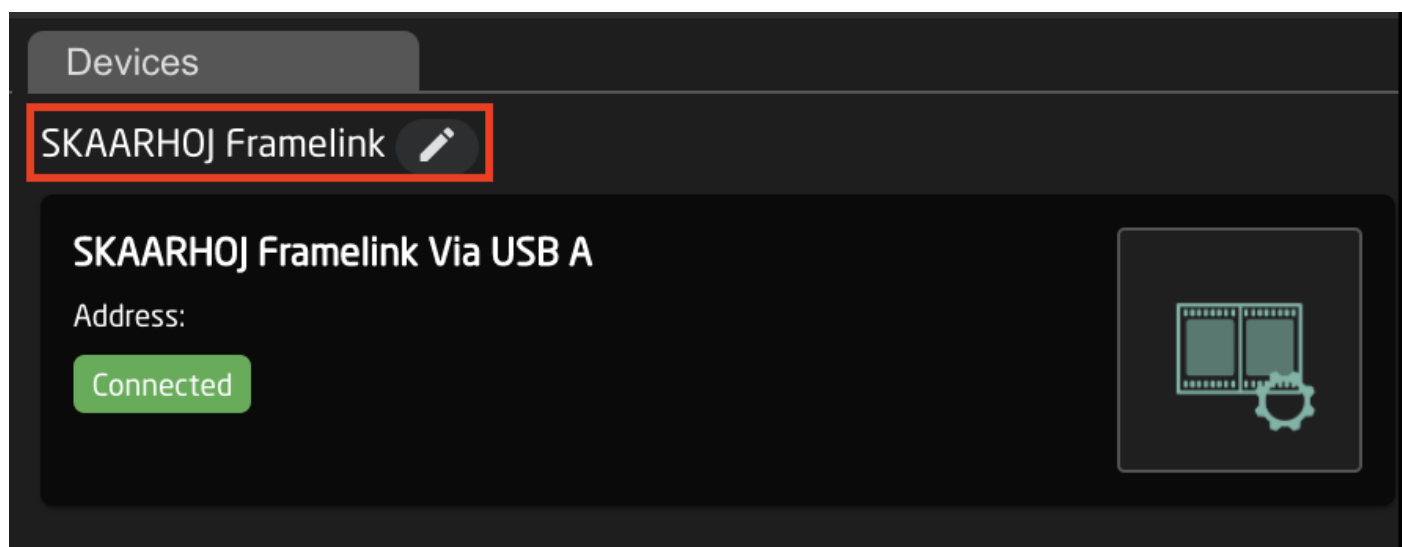 Devices
SKAARHOJ Framelink
SKAARHOJ Framelink Via USB A
Address:
Connected